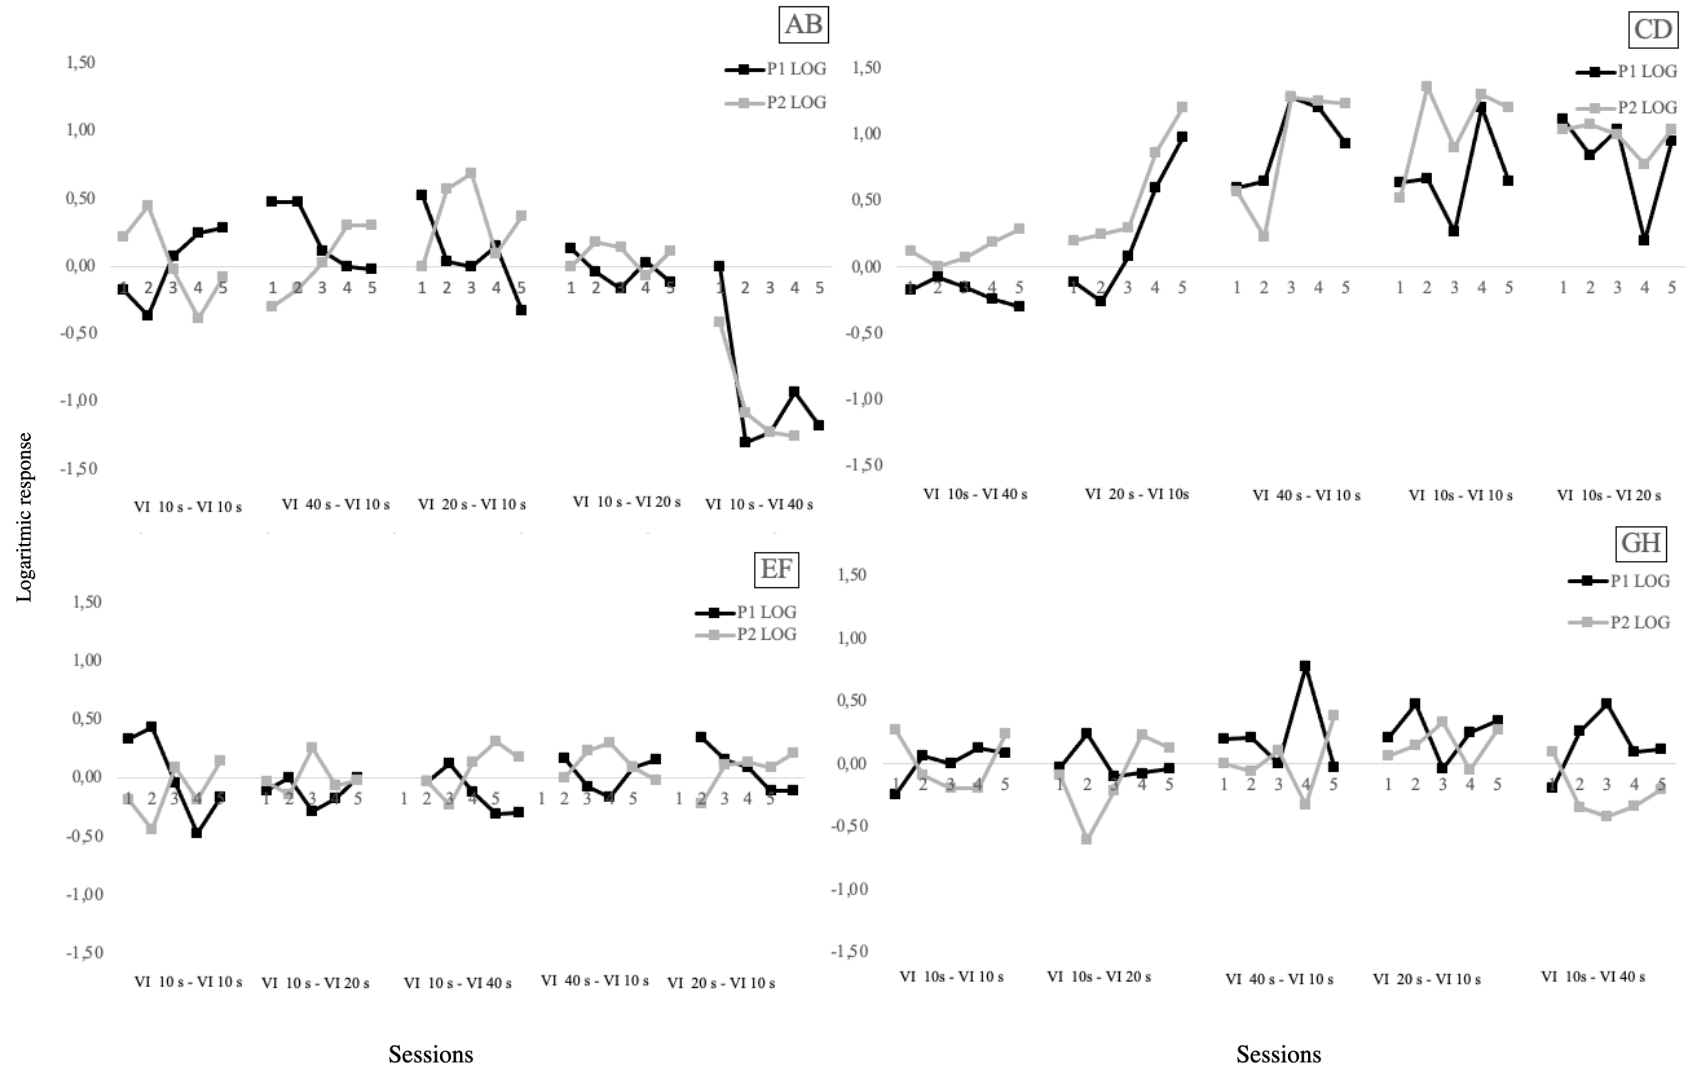 AB
1,50
P1 LOG
P2 LOG
1,00
0,50
0,00
1 2 3 4 5 1 2 3 4 5 1 2 3 4 5 1 2 3 4 5 1 2 3 4 5
-0,50
-1,00
-1,50
VI 10 s - VI 10 s VI 40 s - VI 10 s VI 20 s - VI 10 s VI 10 s - VI 20 s VI 10 s - VI 40 s
CD
1,50
P1 LOG
P2 LOG
1,00
0,50
0,00
1 2 3 4 5 1 2 3 4 5 1 2 3 4 5 1 2 3 4 5 1 2 3 4 5
-0,50
-1,00
-1,50
VI 10s - VI 40 s VI 20 s - VI 10s VI 40 s - VI 10 s VI 10s - VI 10 s VI 10s - VI 20 s
Logaritmic response
EF
1,50
P1 LOG
P2 LOG
1,00
0,50
0,00
1 2 3 4 5 1 2 3 4 5 1 2 3 4 5 1 2 3 4 5 1 2 3 4 5
-0,50
-1,00
-1,50
VI 10 s - VI 10 s VI 10 s - VI 20 s VI 10 s - VI 40 s VI 40 s - VI 10 s VI 20 s - VI 10 s
Sessions
GH
1,50
P1 LOG
P2 LOG
1,00
0,50
0,00
1 2 3 4 5 1 2 3 4 5 1 2 3 4 5 1 2 3 4 5 1 2 3 4 5
-0,50
-1,00
-1,50
VI 10s - VI 10 s VI 10s - VI 20 s VI 40 s - VI 10 s VI 20 s - VI 10 s VI 10s - VI 40 s
Sessions